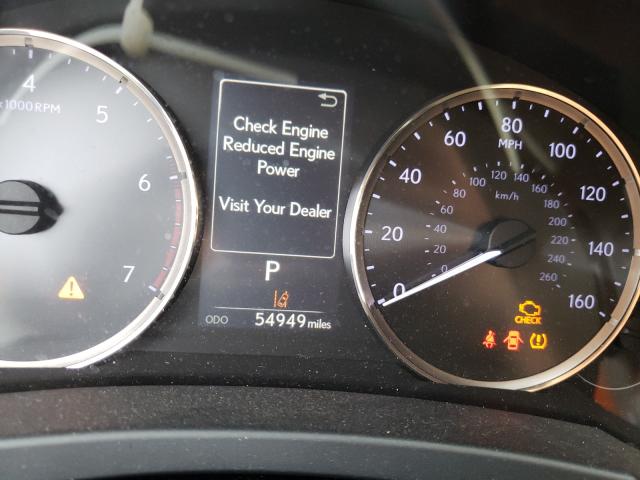 4
5
6
7
x1000 RPM
Check Engine
Reduced Engine
Power
Visit Your Dealer
P
ODO 54949 miles
0
20
40
60
80
100
120
140
160
MPH
0
20
40
60
80
100
120
140
160
180
200
220
240
260
km/h
CHECK